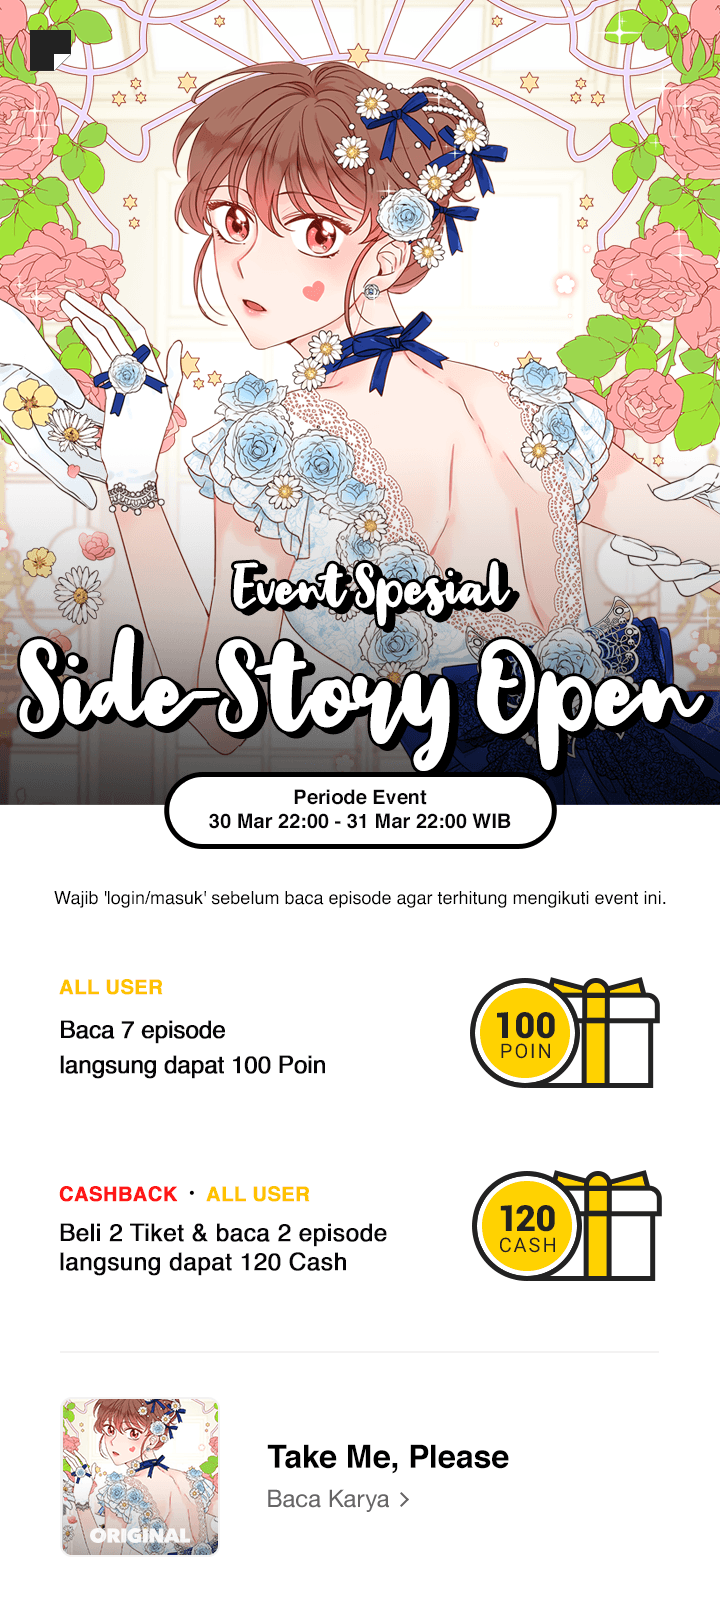 Event Spesial
Side-Story Open
Periode Event
30 Mar 22:00 - 31 Mar 22:00 WIB
Wajib 'login/masuk' sebelum baca episode agar terhitung mengikuti event ini.
ALL USER
Baca 7 episode
langsung dapat 100 Poin
100
POIN
CASHBACK · ALL USER
Beli 2 Tiket & baca 2 episode
langsung dapat 120 Cash
120
CASH
ORIGINAL
Take Me, Please
Baca Karya >